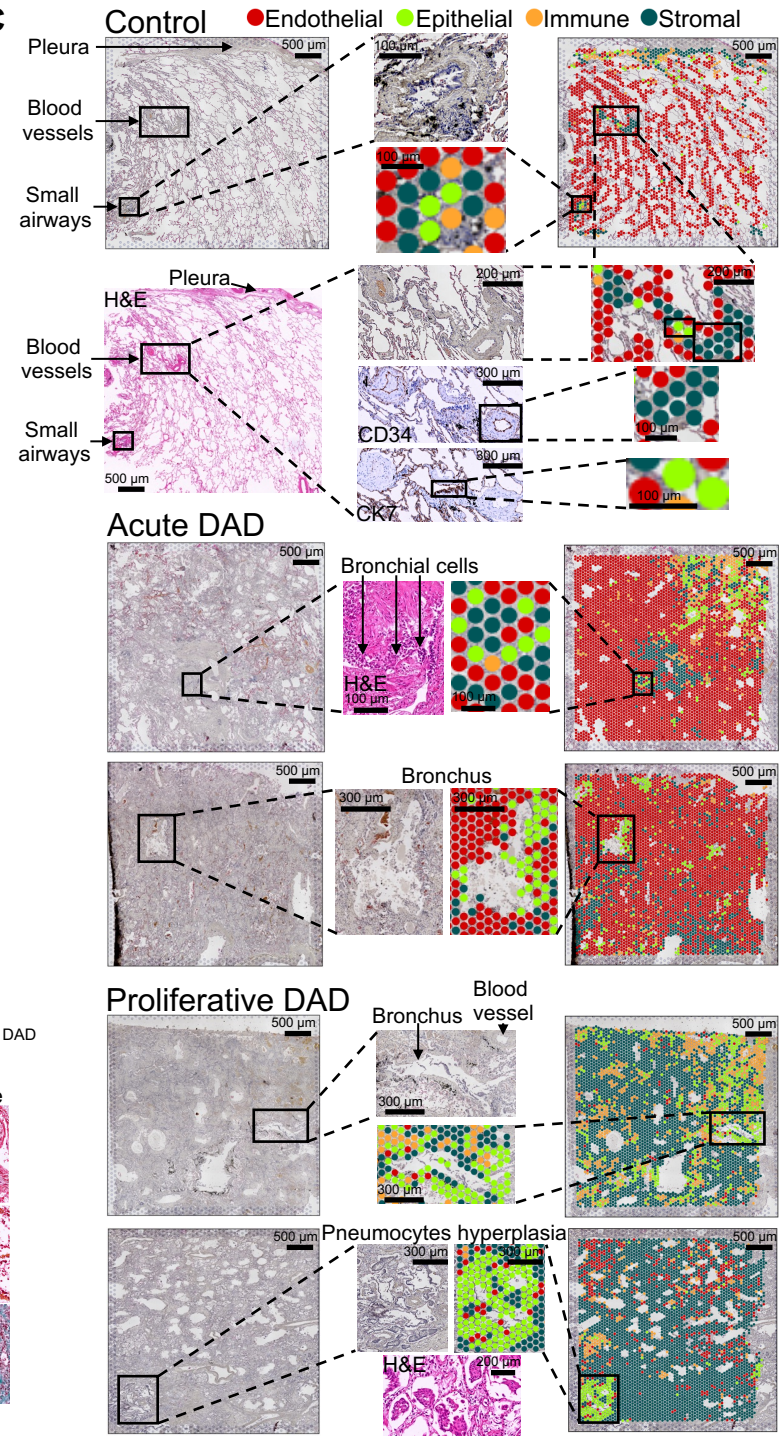 Control
Endothelial Epithelial Immune Stromal
Pleura
500 µm
100 µm
500 µm
Blood
vessels
100 µm
Small
airways
Pleura
H&E
200 µm
200 µm
Blood
vessels
300 µm
CD34
100 µm
Small
airways
300 µm
500 µm
CK7
100 µm
Acute DAD
500 µm
500 µm
Bronchial cells
H&E
100 µm
100 µm
Bronchus
500 µm
300 µm
300 µm
500 µm
Proliferative DAD
Bronchus
Blood
vessel
DAD
500 µm
500 µm
300 µm
300 µm
Pneumocytes hyperplasia
500 µm
300 µm
300 µm
500 µm
H&E
200 µm